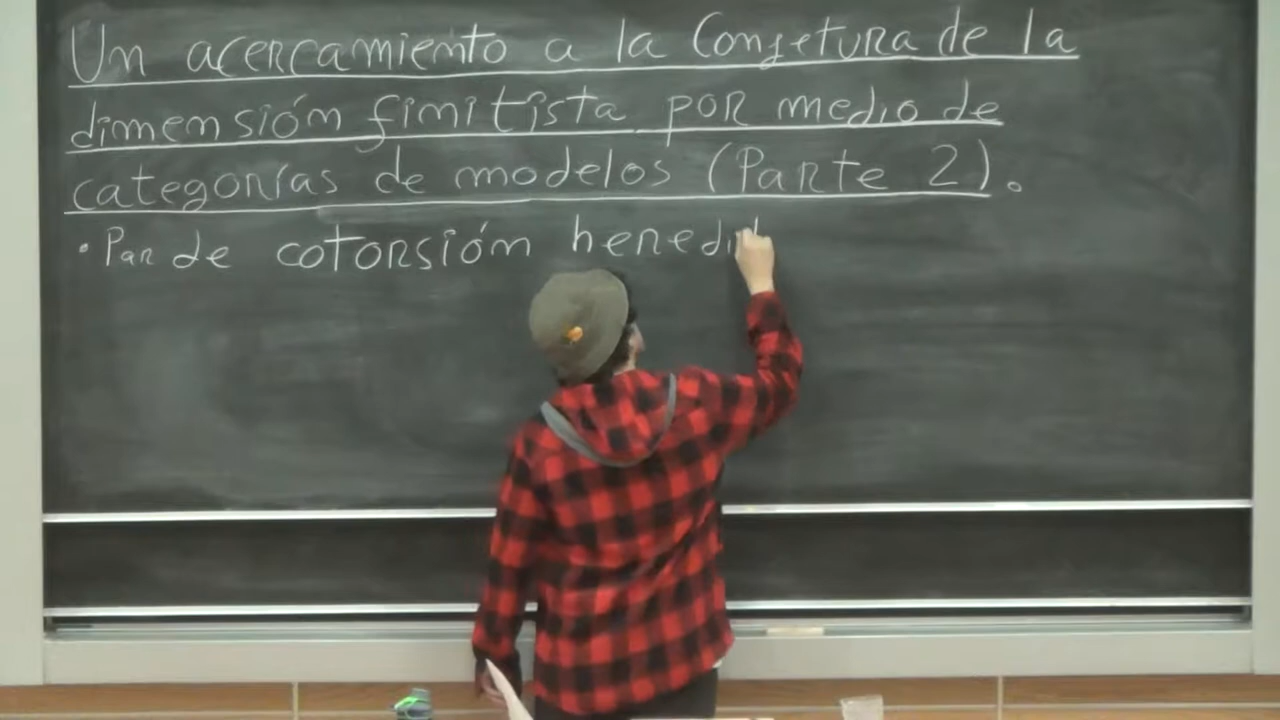 Un acercamiento a la Conjetura de la
dimensión finitista por medio de
categorías de modelos (Parte 2).
• Par de cotorsión heredi